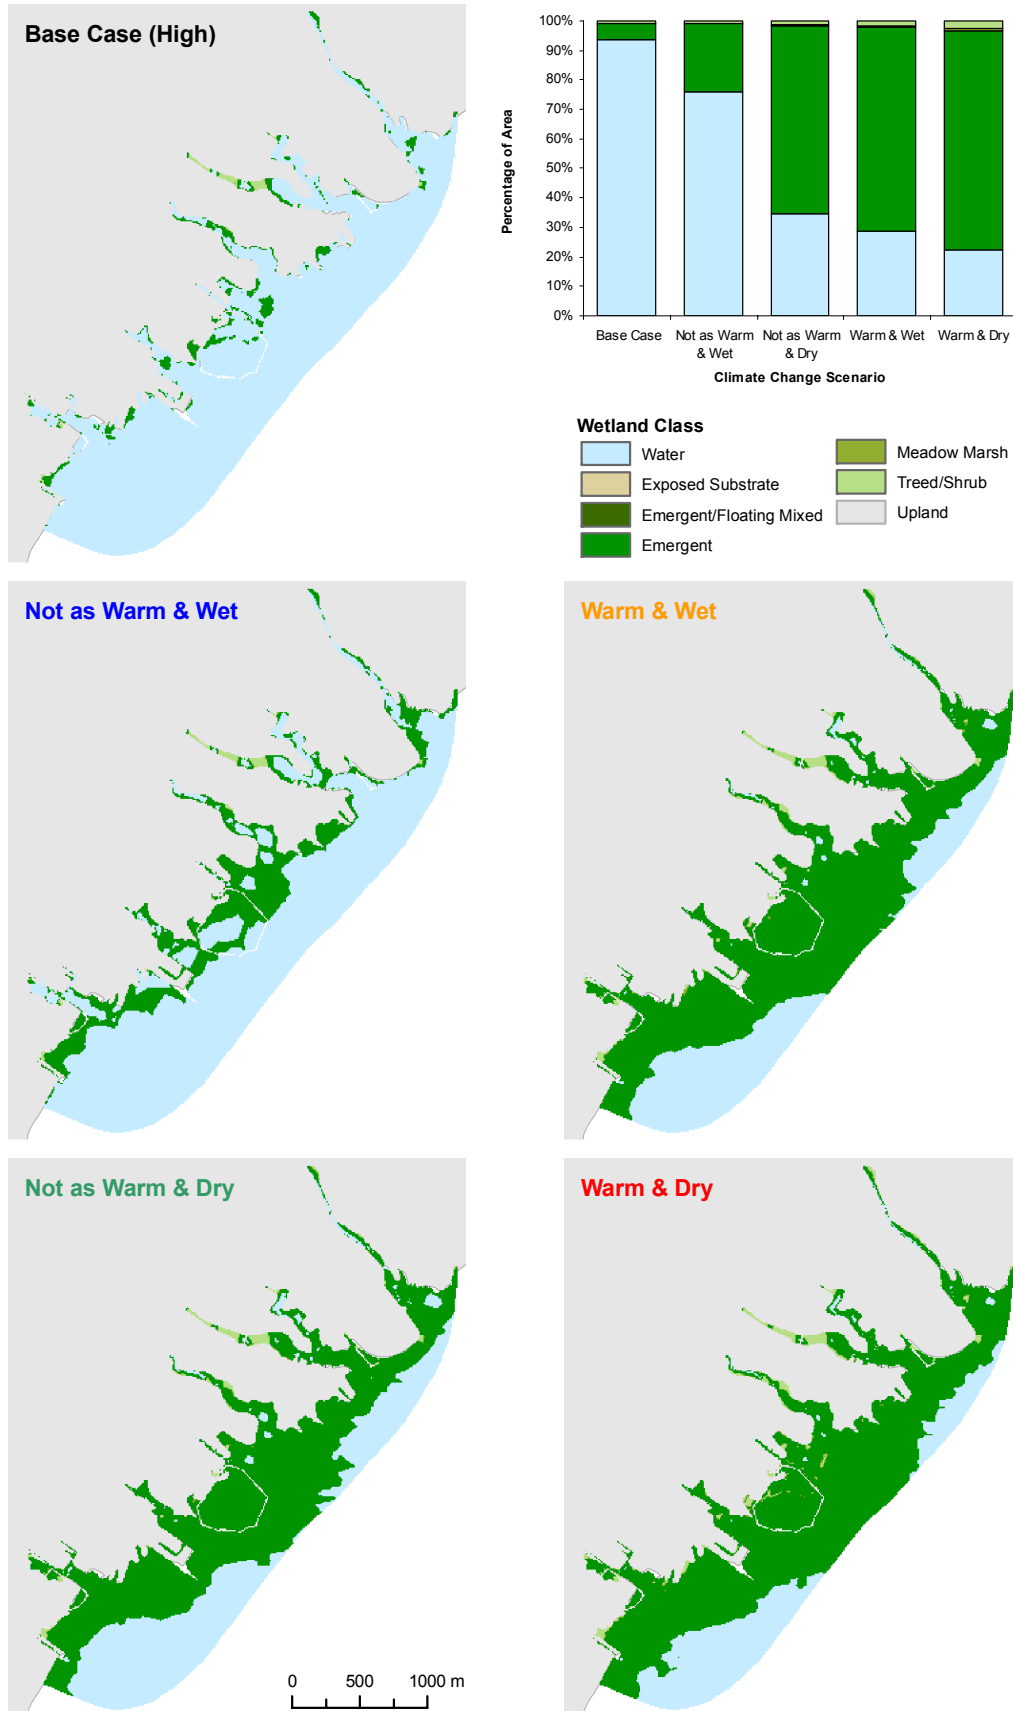 Base Case (High)
100%
90%
80%
70%
60%
50%
40%
30%
20%
10%
0%
Percentage of Area
Base Case
Not as Warm
& Wet
Not as Warm
& Dry
Warm & Wet
Warm & Dry
Climate Change Scenario
Wetland Class
Water
Exposed Substrate
Emergent/Floating Mixed
Emergent
Meadow Marsh
Treed/Shrub
Upland
Not as Warm & Wet
Warm & Wet
Not as Warm & Dry
Warm & Dry
0 500 1000 m